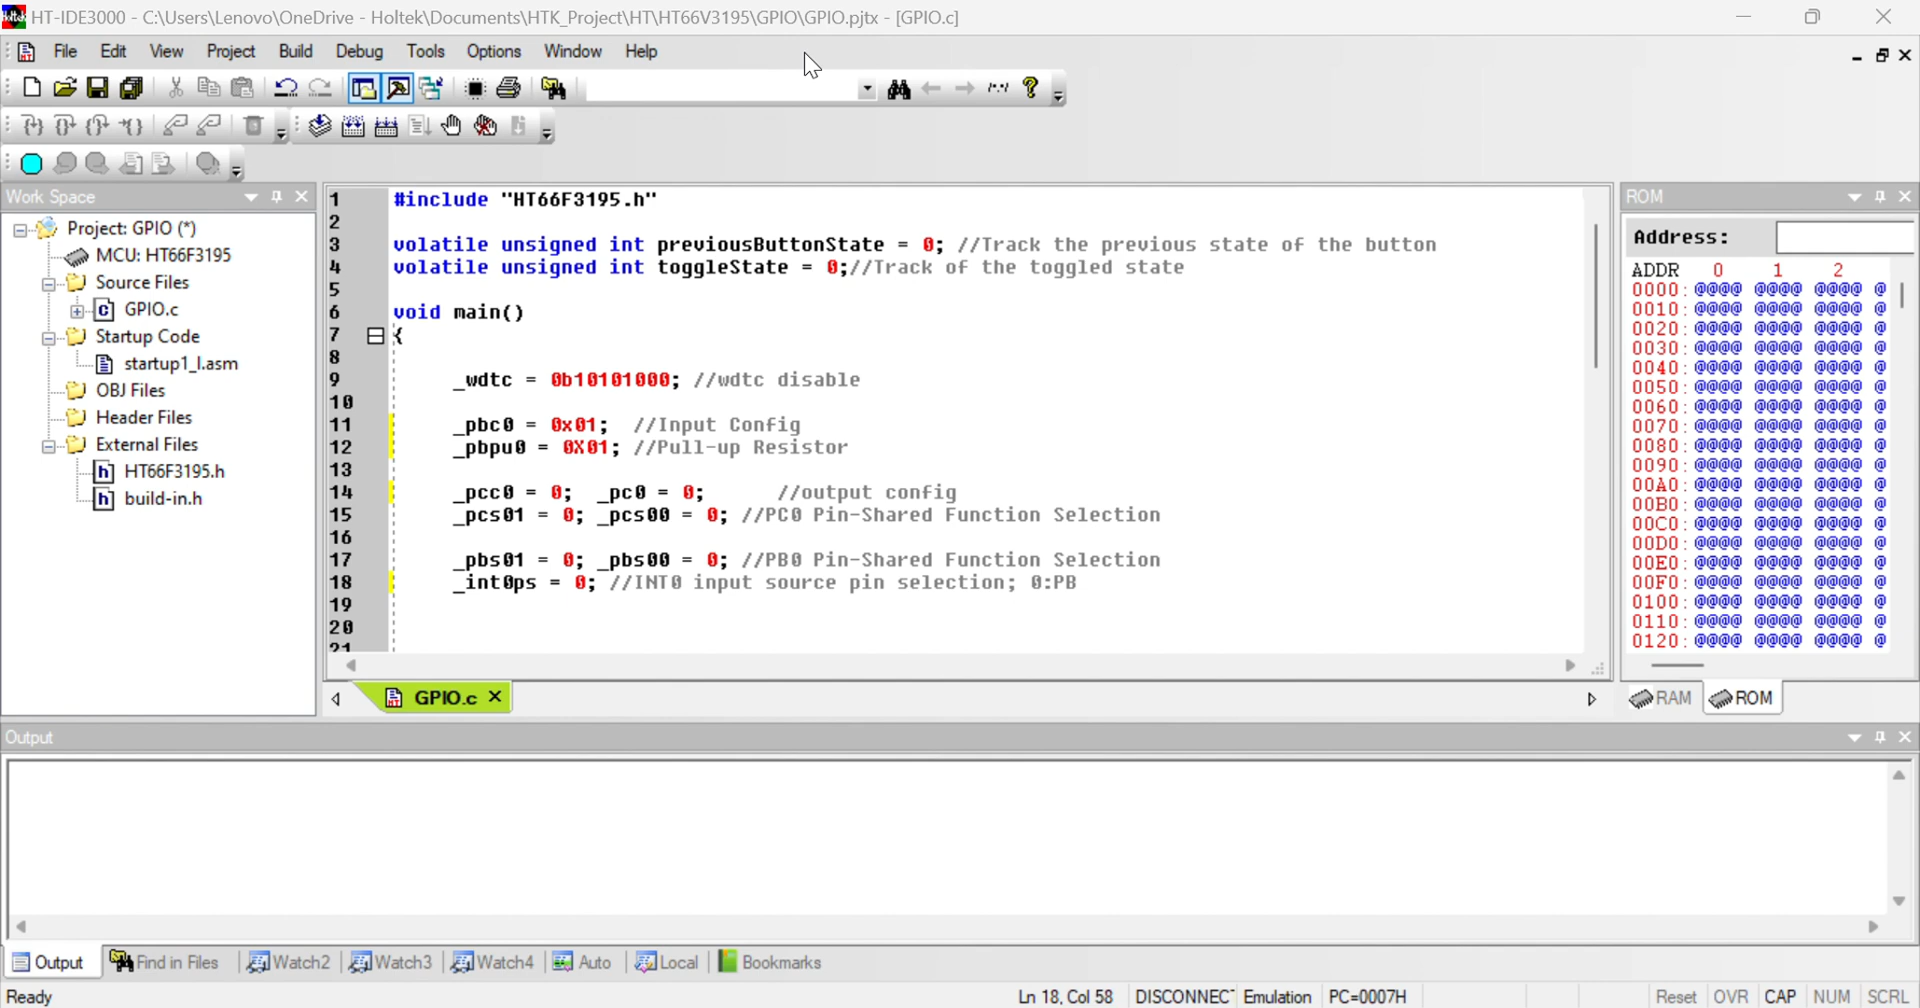 HT-IDE3000 - C:\Users\Lenovo\OneDrive - Holtek\Documents\HTK_Project\HT\HT66V3195\GPIO\GPIO.pjtx - [GPIO.c]
File Edit View Project Build Debug Tools Options Window Help
Work Space
Project: GPIO (*)
MCU: HT66F3195
Source Files
GPIO.c
Startup Code
startup1_l.asm
OBJ Files
Header Files
External Files
HT66F3195.h
build-in.h
1 #include "HT66F3195.h"
2
3 volatile unsigned int previousButtonState = 0; //Track the previous state of the button
4 volatile unsigned int toggleState = 0;//Track of the toggled state
5
6 void main()
7 {
8
9 _wdtc = 0b10101000; //wdtc disable
10
11 _pbc0 = 0x01; //Input Config
12 _pbpu0 = 0X01; //Pull-up Resistor
13
14 _pcc0 = 0; _pc0 = 0; //output config
15 _pcs01 = 0; _pcs00 = 0; //PC0 Pin-Shared Function Selection
16
17 _pbs01 = 0; _pbs00 = 0; //PB0 Pin-Shared Function Selection
18 _int0ps = 0; //INT0 input source pin selection; 0:PB
19
20
21
GPIO.c
ROM
Address:
ADDR 0 1 2
0000: @@@@ @@@@ @@@@ @
0010: @@@@ @@@@ @@@@ @
0020: @@@@ @@@@ @@@@ @
0030: @@@@ @@@@ @@@@ @
0040: @@@@ @@@@ @@@@ @
0050: @@@@ @@@@ @@@@ @
0060: @@@@ @@@@ @@@@ @
0070: @@@@ @@@@ @@@@ @
0080: @@@@ @@@@ @@@@ @
0090: @@@@ @@@@ @@@@ @
00A0: @@@@ @@@@ @@@@ @
00B0: @@@@ @@@@ @@@@ @
00C0: @@@@ @@@@ @@@@ @
00D0: @@@@ @@@@ @@@@ @
00E0: @@@@ @@@@ @@@@ @
00F0: @@@@ @@@@ @@@@ @
0100: @@@@ @@@@ @@@@ @
0110: @@@@ @@@@ @@@@ @
0120: @@@@ @@@@ @@@@ @
RAM ROM
Output
Output Find in Files Watch2 Watch3 Watch4 Auto Local Bookmarks
Ready Ln 18, Col 58 DISCONNECT Emulation PC=0007H Reset OVR CAP NUM SCRL